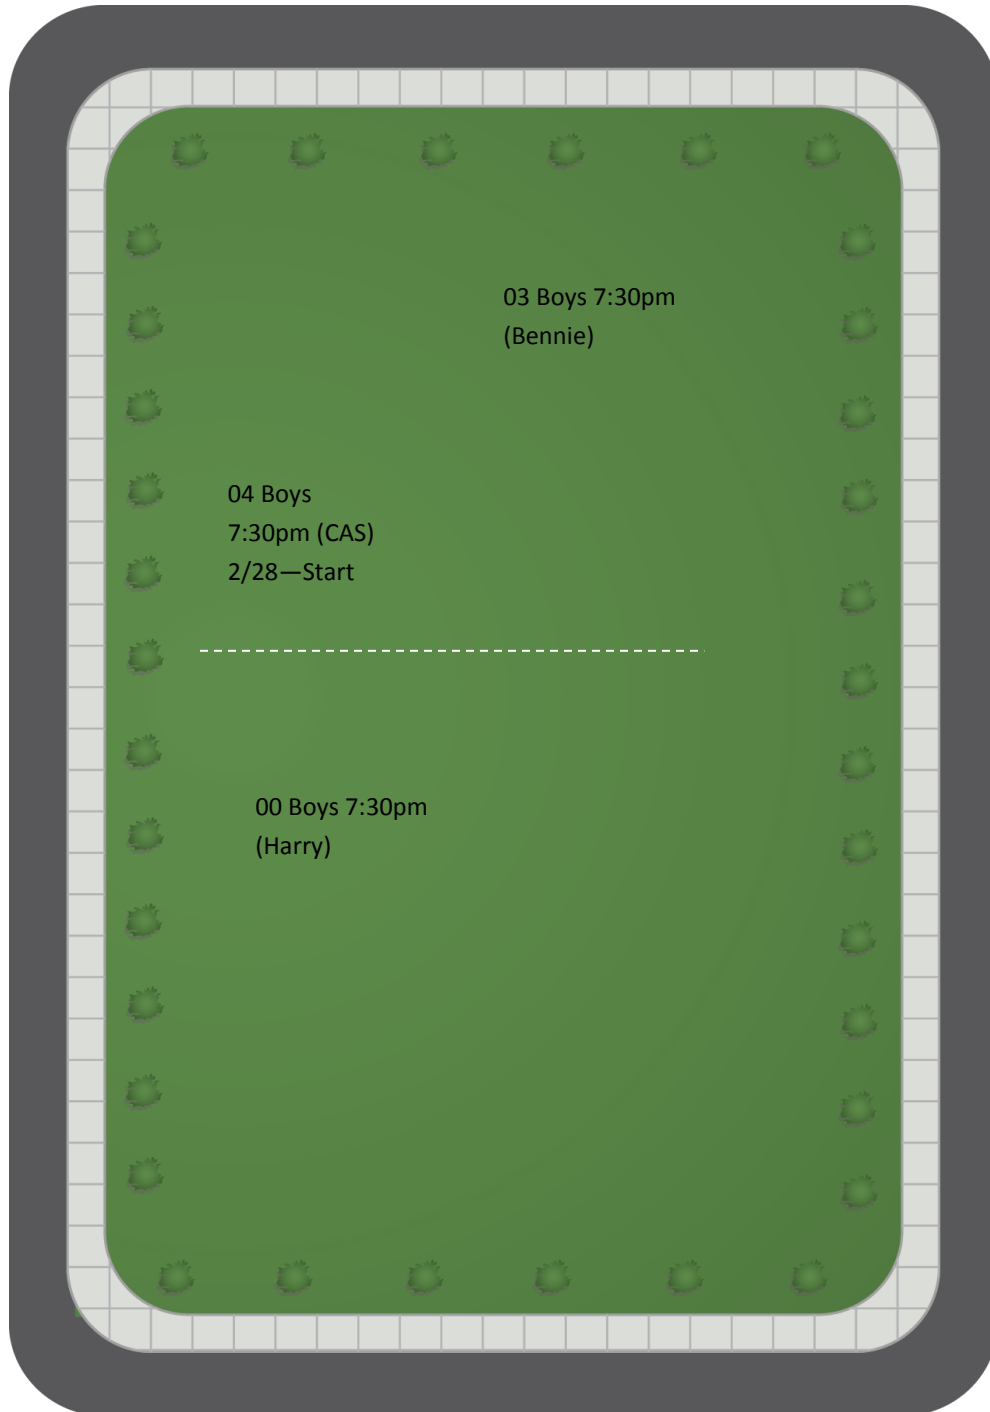 03 Boys 7:30pm
(Bennie)
04 Boys
7:30pm (CAS)
2/28—Start
00 Boys 7:30pm
(Harry)